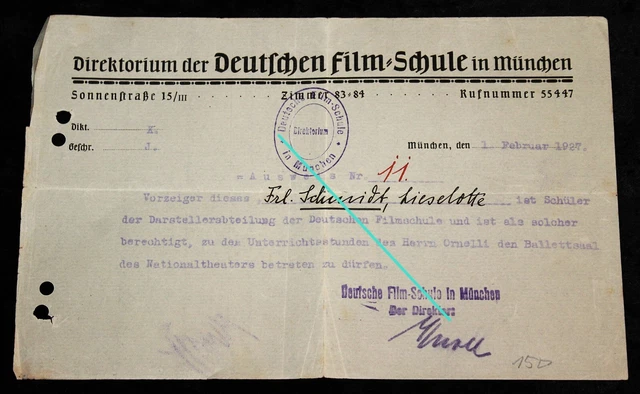 Direktorium der Deutschen Film-Schule in München
Sonnenstraße 15/III . . . . . . . . . Zimmer 83-84 . . . . . . . . . Rufnummer 55447
Deutsche Film-Schule
Direktorium
in München
Dikt. K.
Geschr. J. München, den 1. Februar 1927.
=Ausweis Nr. 11.
Vorzeiger dieses Frl. Schmidt, Lieselotte ist Schüler
der Darstellerabteilung der Deutschen Filmschule und ist als solcher
berechtigt, zu den Unterrichtsstunden des Herrn Ornelli den Ballettsaal
des Nationaltheaters betreten zu dürfen.
Deutsche Film-Schule in München
Der Direktor:
150